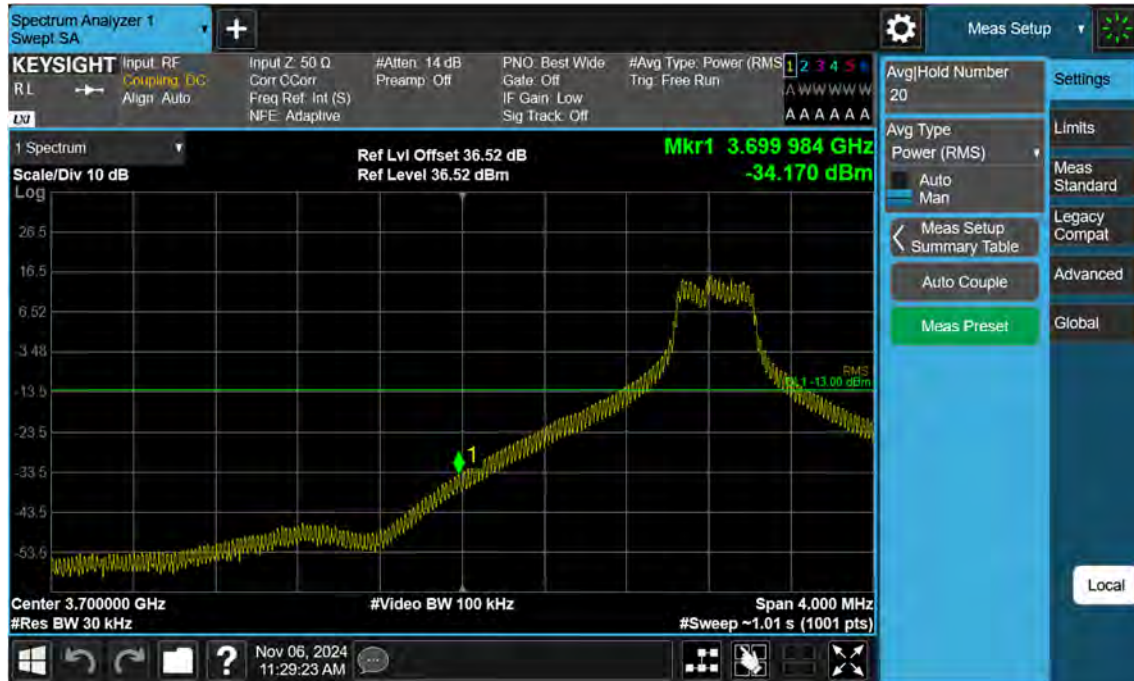 Spectrum Analyzer 1
Swept SA
Meas Setup
KEYSIGHT
RL
LXI
Input: RF
Coupling: DC
Align: Auto
Input Z: 50 Ω
Corr CCorr
Freq Ref: Int (S)
NFE: Adaptive
#Atten: 14 dB
Preamp: Off
PNO: Best Wide
Gate: Off
IF Gain: Low
Sig Track: Off
#Avg Type: Power (RMS
Trig: Free Run
1 2 3 4 5 6
A W W W W W
A A A A A A
1 Spectrum
Scale/Div 10 dB
Log
Ref Lvl Offset 36.52 dB
Ref Level 36.52 dBm
Mkr1 3.699 984 GHz
-34.170 dBm
26.5
16.5
6.52
-3.48
-13.5
-23.5
-33.5
-43.5
-53.5
RMS
DL1 -13.00 dBm
1
Center 3.700000 GHz
#Res BW 30 kHz
#Video BW 100 kHz
Span 4.000 MHz
#Sweep ~1.01 s (1001 pts)
Nov 06, 2024
11:29:23 AM
Avg|Hold Number
20
Avg Type
Power (RMS)
Auto
Man
Meas Setup
Summary Table
Auto Couple
Meas Preset
Settings
Limits
Meas
Standard
Legacy
Compat
Advanced
Global
Local